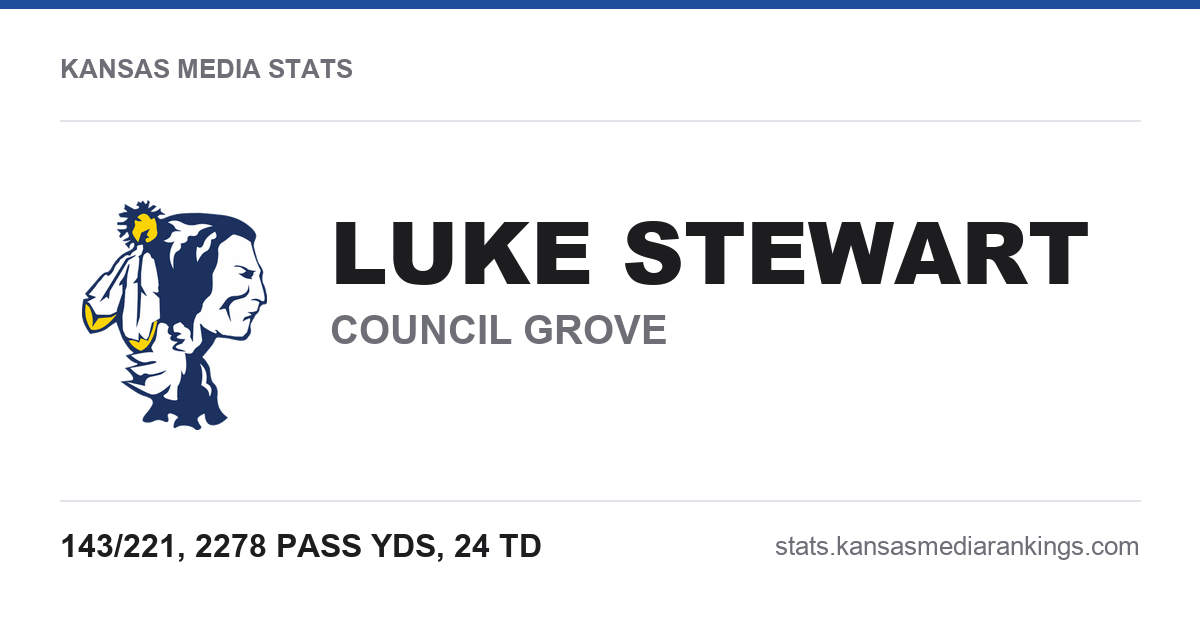 KANSAS MEDIA STATS
LUKE STEWART
COUNCIL GROVE
143/221, 2278 PASS YDS, 24 TD
stats.kansasmediarankings.com